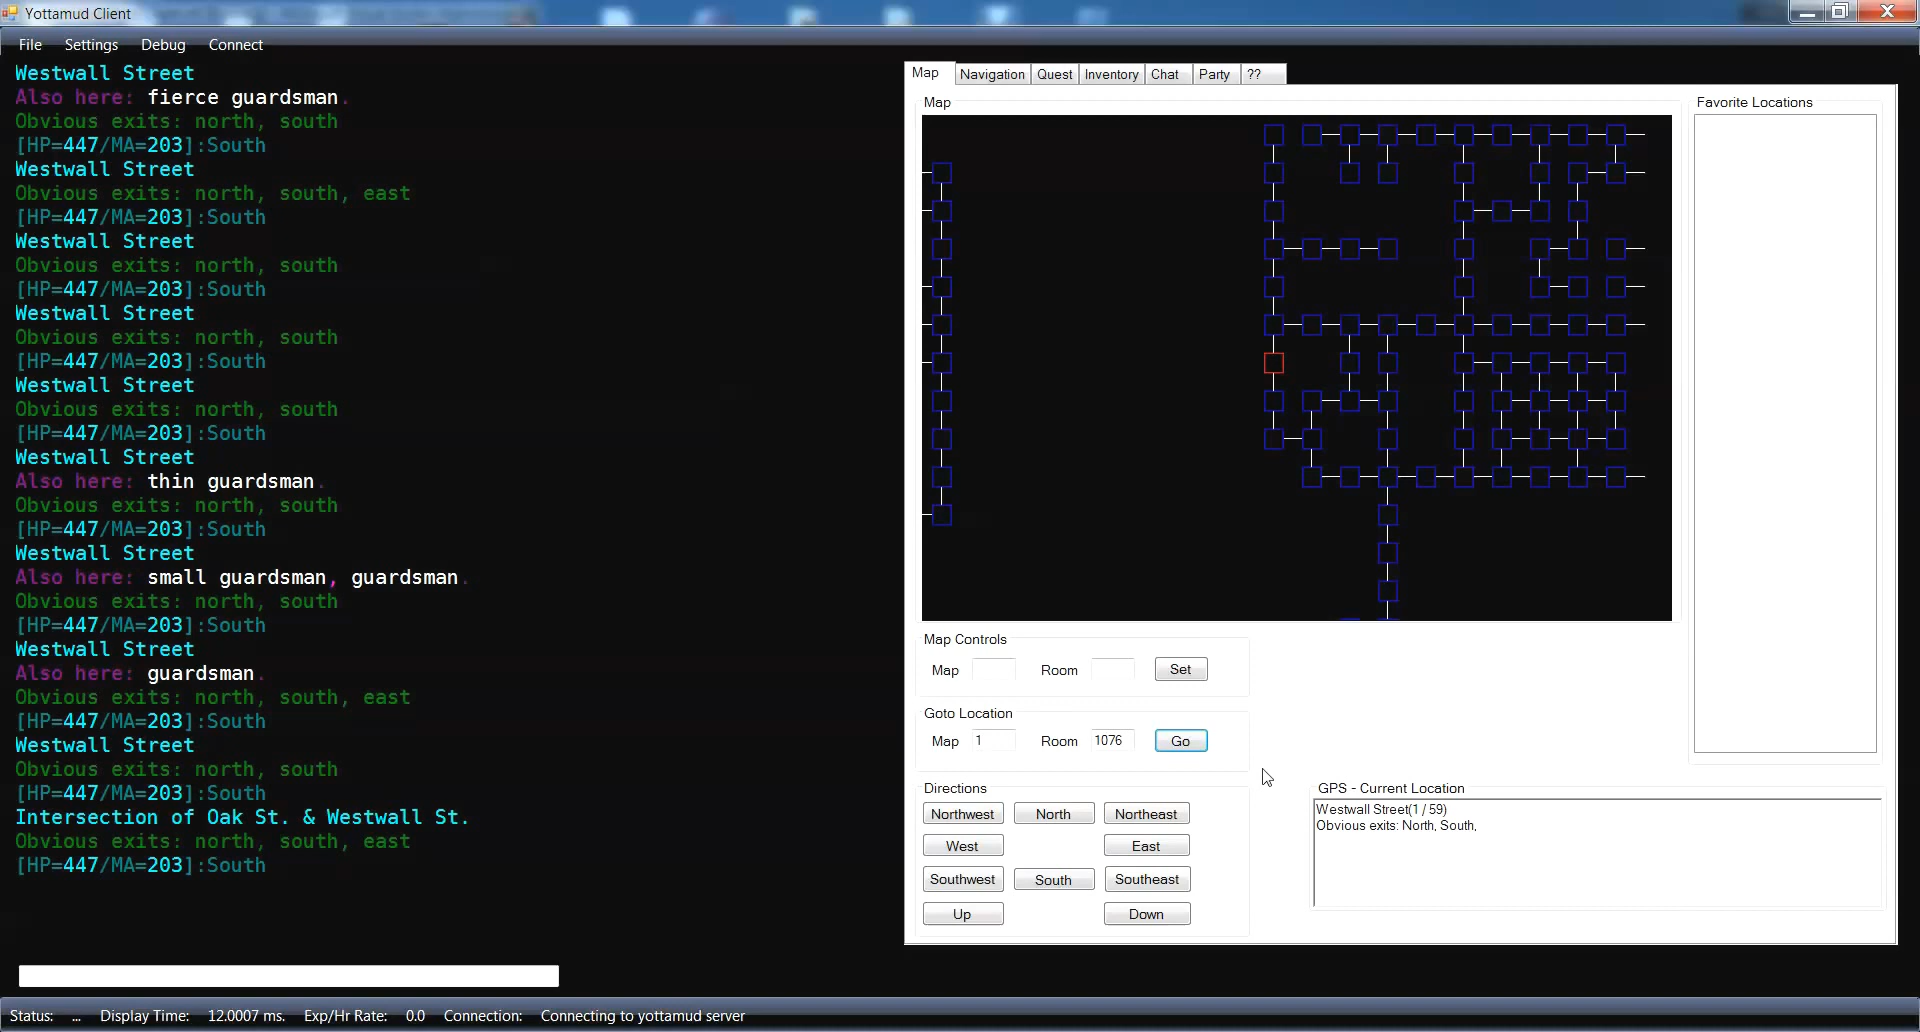 Yottamud Client
File Settings Debug Connect
Westwall Street
Also here: fierce guardsman.
Obvious exits: north, south
[HP=447/MA=203]:South
Westwall Street
Obvious exits: north, south, east
[HP=447/MA=203]:South
Westwall Street
Obvious exits: north, south
[HP=447/MA=203]:South
Westwall Street
Obvious exits: north, south
[HP=447/MA=203]:South
Westwall Street
Obvious exits: north, south
[HP=447/MA=203]:South
Westwall Street
Also here: thin guardsman.
Obvious exits: north, south
[HP=447/MA=203]:South
Westwall Street
Also here: small guardsman, guardsman.
Obvious exits: north, south
[HP=447/MA=203]:South
Westwall Street
Also here: guardsman.
Obvious exits: north, south, east
[HP=447/MA=203]:South
Westwall Street
Obvious exits: north, south
[HP=447/MA=203]:South
Intersection of Oak St. & Westwall St.
Obvious exits: north, south, east
[HP=447/MA=203]:South
Map Navigation Quest Inventory Chat Party ??
Map
Favorite Locations
Map Controls
Map Room Set
Goto Location
Map 1 Room 1076 Go
Directions
Northwest North Northeast
West East
Southwest South Southeast
Up Down
GPS - Current Location
Westwall Street(1 / 59)
Obvious exits: North, South,
Status: ... Display Time: 12.0007 ms. Exp/Hr Rate: 0.0 Connection: Connecting to yottamud server